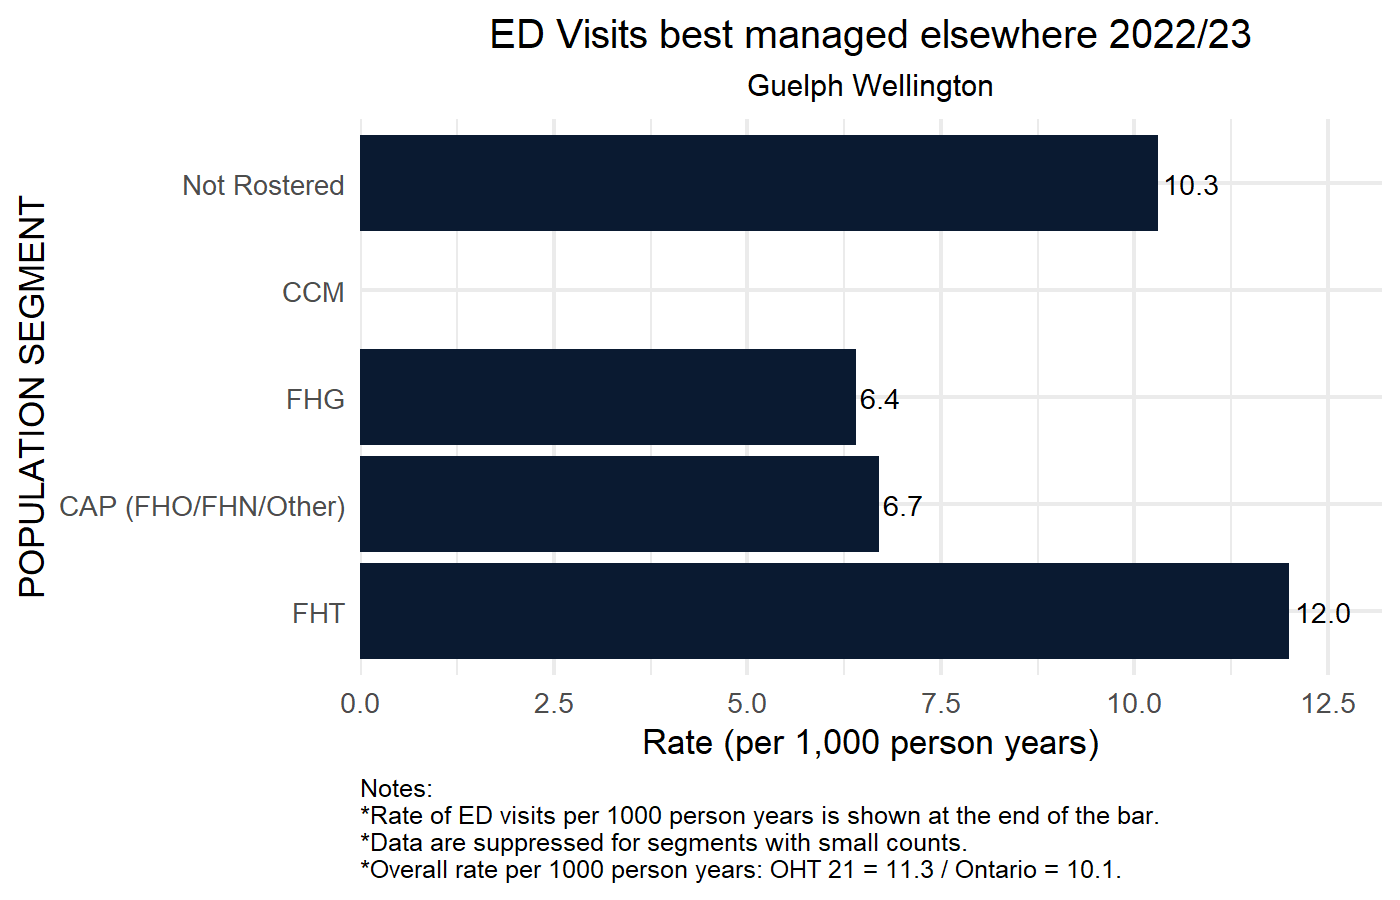 ED Visits best managed elsewhere 2022/23
Guelph Wellington
POPULATION SEGMENT
Not Rostered
10.3
CCM
FHG
6.4
CAP (FHO/FHN/Other)
6.7
FHT
12.0
0.0 2.5 5.0 7.5 10.0 12.5
Rate (per 1,000 person years)
Notes:
*Rate of ED visits per 1000 person years is shown at the end of the bar.
*Data are suppressed for segments with small counts.
*Overall rate per 1000 person years: OHT 21 = 11.3 / Ontario = 10.1.